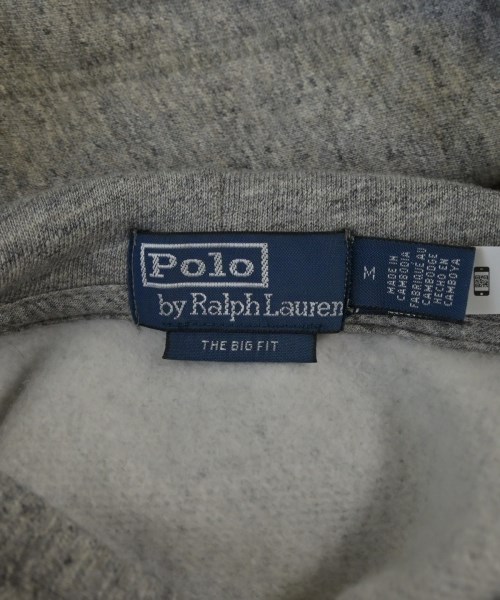 Polo
by Ralph Lauren
THE BIG FIT
M
MADE IN
CAMBODIA
FABRIQUÉ AU
CAMBODGE
HECHO EN
CAMBOYA